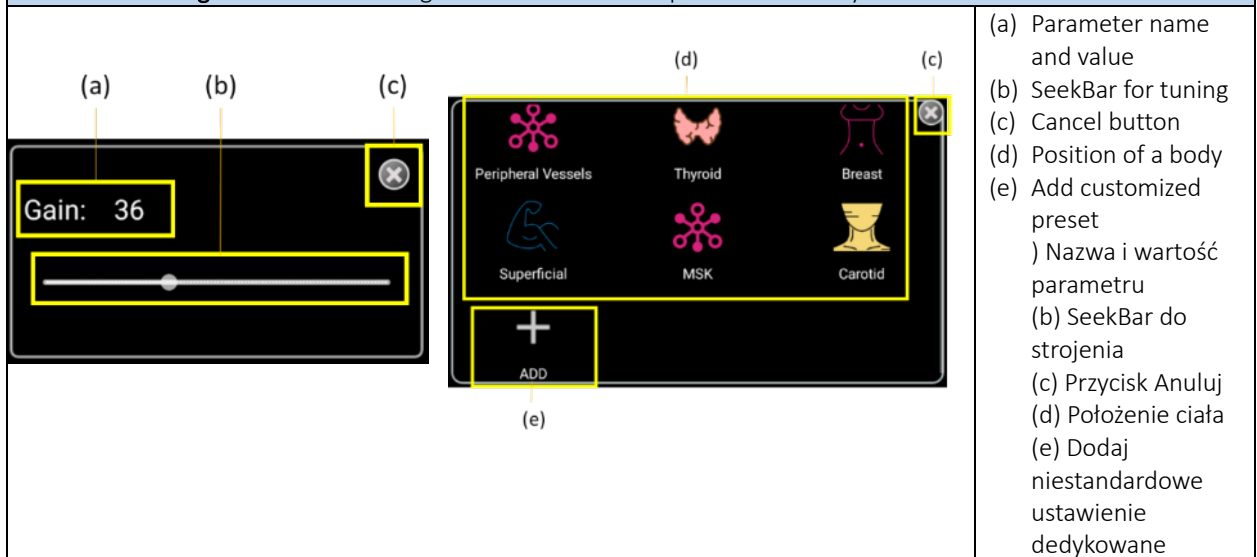 (a) (b) (c)
Gain: 36
(d) (c)
Peripheral Vessels Thyroid Breast
Superficial MSK Carotid
ADD
(e)
(a) Parameter name
and value
(b) SeekBar for tuning
(c) Cancel button
(d) Position of a body
(e) Add customized
preset
) Nazwa i wartość
parametru
(b) SeekBar do
strojenia
(c) Przycisk Anuluj
(d) Położenie ciała
(e) Dodaj
niestandardowe
ustawienie
dedykowane